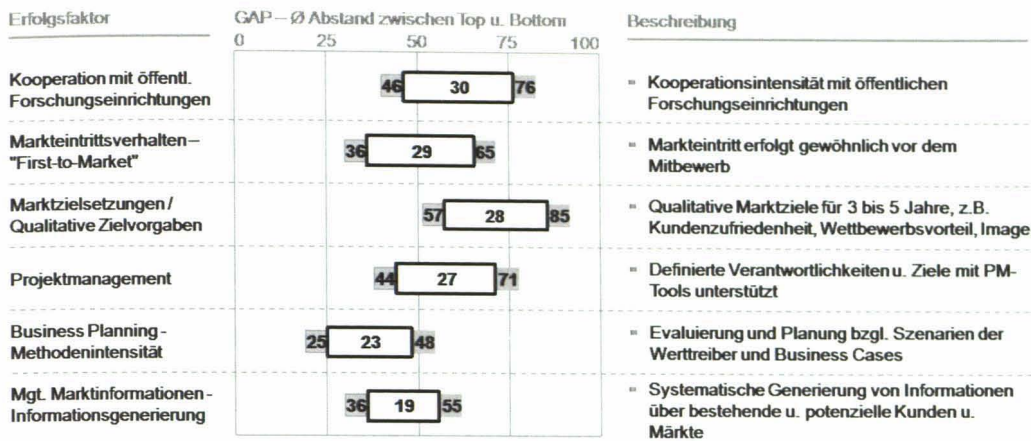 Erfolgsfaktor GAP – Ø Abstand zwischen Top u. Bottom Beschreibung
0 25 50 75 100
Kooperation mit öffentl.
Forschungseinrichtungen
46 30 76
▫ Kooperationsintensität mit öffentlichen
Forschungseinrichtungen
Markteintrittsverhalten –
"First-to-Market"
36 29 65
▫ Markteintritt erfolgt gewöhnlich vor dem
Mitbewerb
Marktzielsetzungen /
Qualitative Zielvorgaben
57 28 85
▫ Qualitative Marktziele für 3 bis 5 Jahre, z.B.
Kundenzufriedenheit, Wettbewerbsvorteil, Image
Projektmanagement
44 27 71
▫ Definierte Verantwortlichkeiten u. Ziele mit PM-
Tools unterstützt
Business Planning -
Methodenintensität
25 23 48
▫ Evaluierung und Planung bzgl. Szenarien der
Werttreiber und Business Cases
Mgt. Marktinformationen -
Informationsgenerierung
36 19 55
▫ Systematische Generierung von Informationen
über bestehende u. potenzielle Kunden u.
Märkte